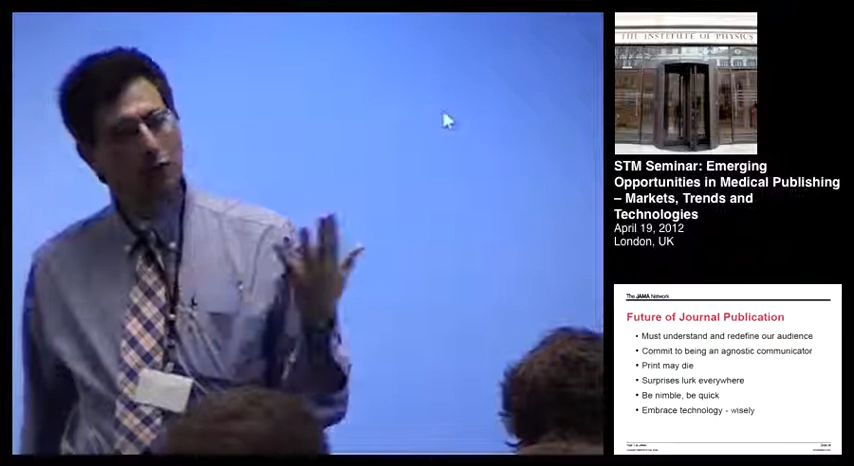 THE INSTITUTE OF PHYSICS
STM Seminar: Emerging
Opportunities in Medical Publishing
– Markets, Trends and
Technologies
April 19, 2012
London, UK
The JAMA Network
Future of Journal Publication
• Must understand and redefine our audience
• Commit to being an agnostic communicator
• Print may die
• Surprises lurk everywhere
• Be nimble, be quick
• Embrace technology - wisely